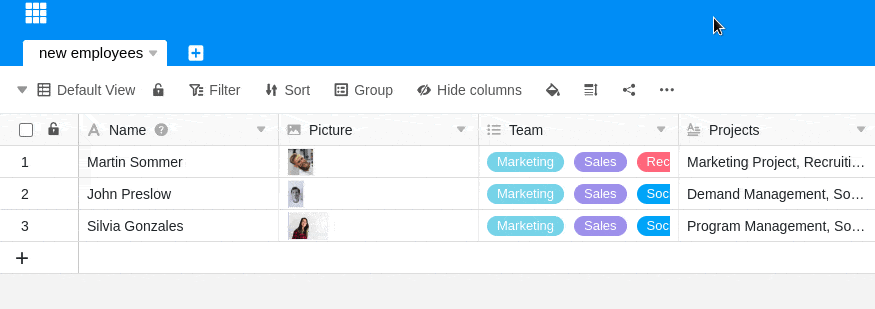 new employees
Default View Filter Sort Group Hide columns
Name Picture Team Projects
1 Martin Sommer Marketing Sales Rec Marketing Project, Recruiti...
2 John Preslow Marketing Sales Soc Demand Management, So...
3 Silvia Gonzales Marketing Sales Soc Program Management, So...